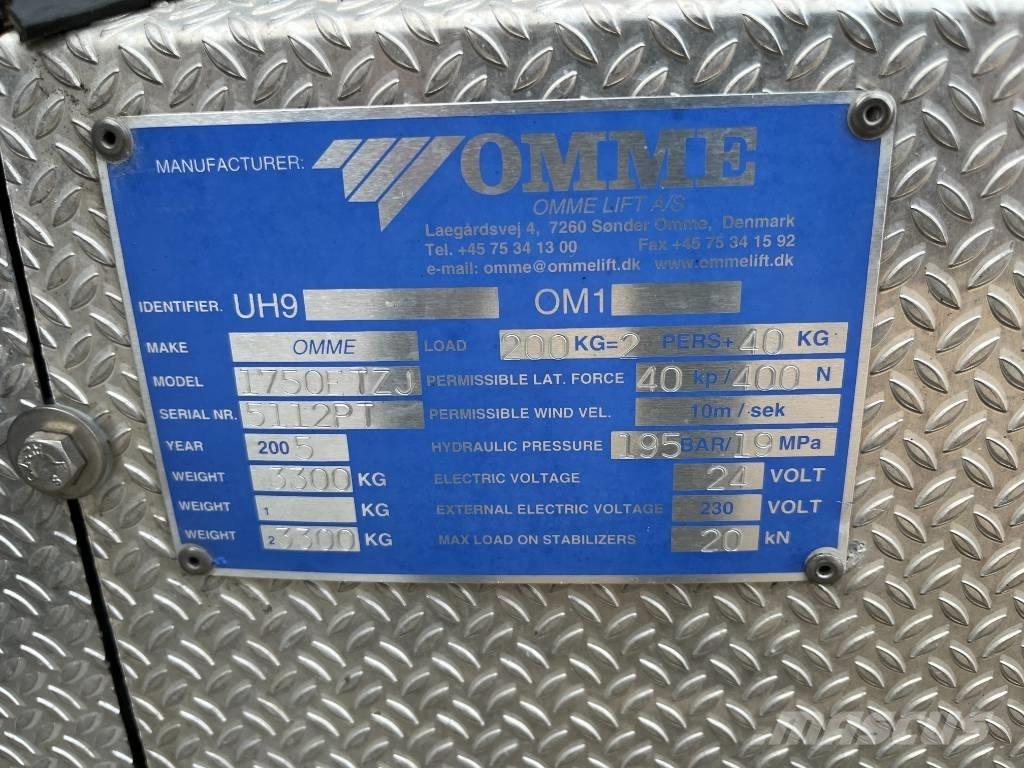 MANUFACTURER: OMME
OMME LIFT A/S
Laegårdsvej 4, 7260 Sønder Omme, Denmark
Tel. +45 75 34 13 00 Fax +45 75 34 15 92
e-mail: omme@ommelift.dk www.ommelift.dk
IDENTIFIER. UH9 OM1
MAKE OMME LOAD 200 KG=2 PERS+ 40 KG
MODEL PERMISSIBLE LAT. FORCE 40 kp/400 N
SERIAL NR. 5112PT PERMISSIBLE WIND VEL. 10m/sek
YEAR 2005 HYDRAULIC PRESSURE 195 BAR/19 MPa
WEIGHT 3300 KG ELECTRIC VOLTAGE 24 VOLT
WEIGHT 1 KG EXTERNAL ELECTRIC VOLTAGE 230 VOLT
WEIGHT 2 3300 KG MAX LOAD ON STABILIZERS 20 kN
MASCUS